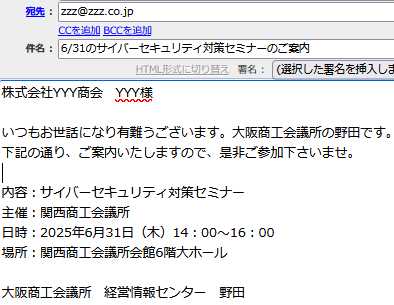 宛先： zzz@zzz.co.jp
CCを追加 BCCを追加
件名： 6/31のサイバーセキュリティ対策セミナーのご案内
HTML形式に切り替え 署名： (選択した署名を挿入しま
株式会社YYY商会　YYY様
いつもお世話になり有難うございます。大阪商工会議所の野田です。
下記の通り、ご案内いたしますので、是非ご参加下さいませ。
内容：サイバーセキュリティ対策セミナー
主催：関西商工会議所
日時：2025年6月31日（木）14：00～16：00
場所：関西商工会議所会館6階大ホール
大阪商工会議所　経営情報センター　野田